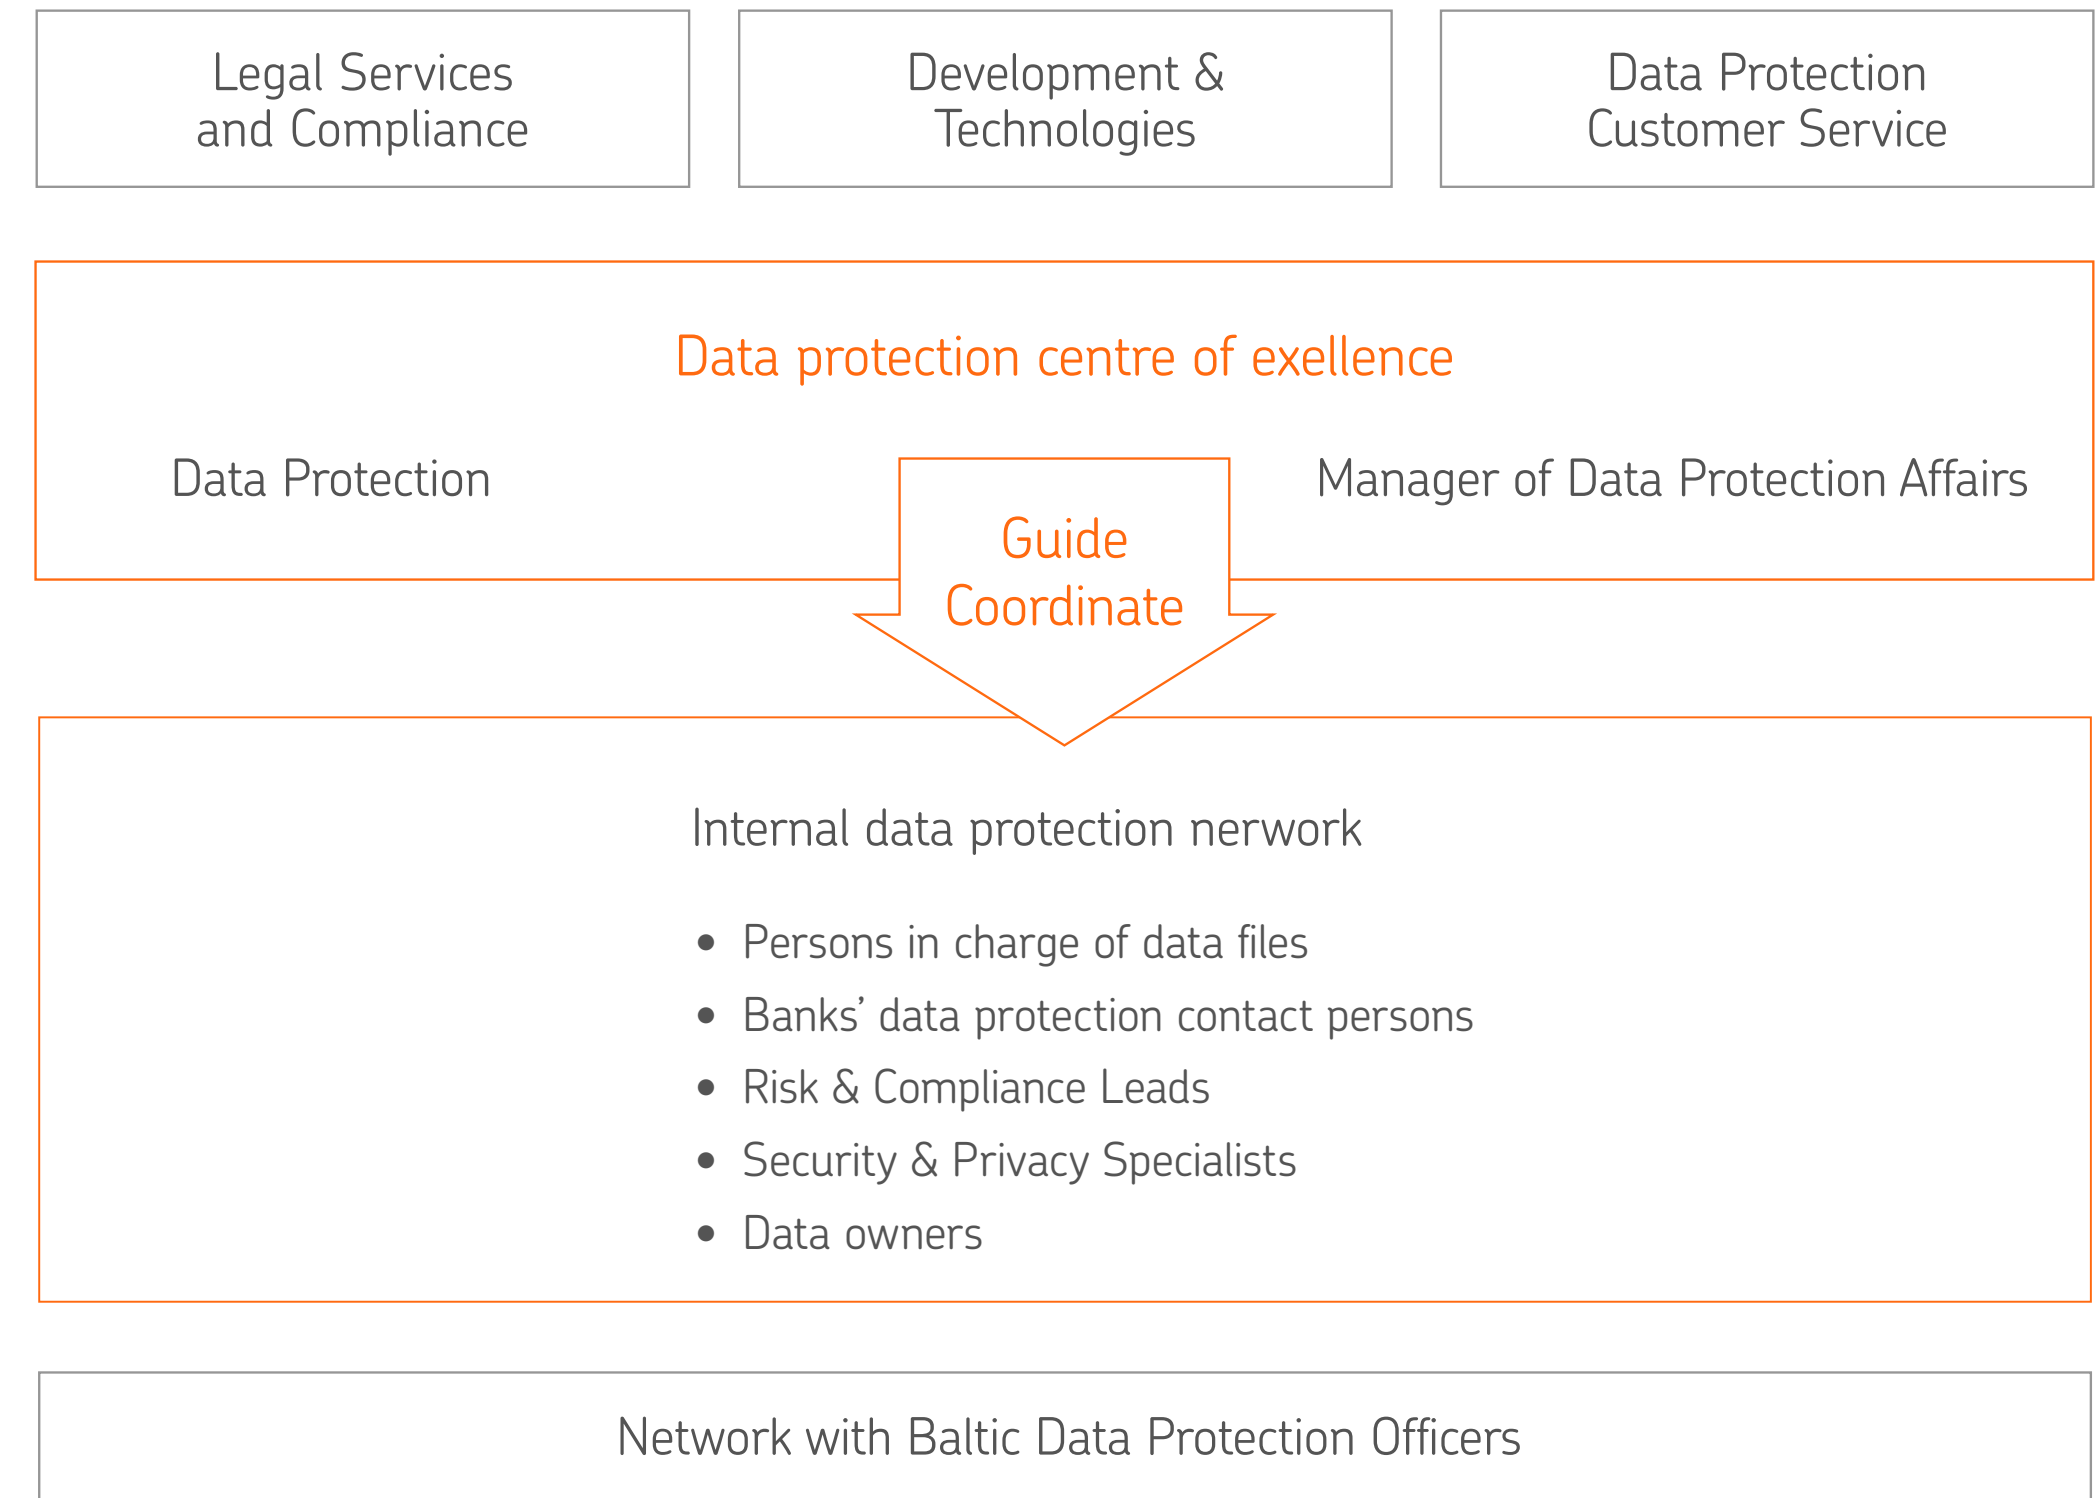 Legal Services
and Compliance
Development &
Technologies
Data Protection
Customer Service
Data protection centre of exellence
Data Protection
Manager of Data Protection Affairs
Guide
Coordinate
Internal data protection nerwork
• Persons in charge of data files
• Banks’ data protection contact persons
• Risk & Compliance Leads
• Security & Privacy Specialists
• Data owners
Network with Baltic Data Protection Officers